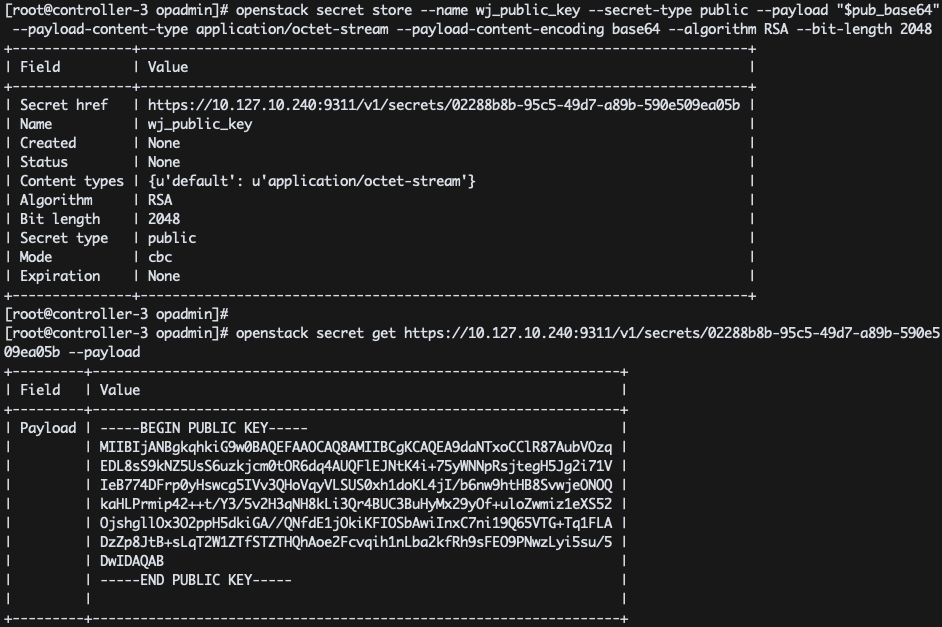 [root@controller-3 opadmin]# openstack secret store --name wj_public_key --secret-type public --payload "$pub_base64"
--payload-content-type application/octet-stream --payload-content-encoding base64 --algorithm RSA --bit-length 2048
+---------------+----------------------------------------------------------------------------+
| Field         | Value                                                                      |
+---------------+----------------------------------------------------------------------------+
| Secret href   | https://10.127.10.240:9311/v1/secrets/02288b8b-95c5-49d7-a89b-590e509ea05b |
| Name          | wj_public_key                                                              |
| Created       | None                                                                       |
| Status        | None                                                                       |
| Content types | {u'default': u'application/octet-stream'}                                  |
| Algorithm     | RSA                                                                        |
| Bit length    | 2048                                                                       |
| Secret type   | public                                                                     |
| Mode          | cbc                                                                        |
| Expiration    | None                                                                       |
+---------------+----------------------------------------------------------------------------+
[root@controller-3 opadmin]#
[root@controller-3 opadmin]# openstack secret get https://10.127.10.240:9311/v1/secrets/02288b8b-95c5-49d7-a89b-590e5
09ea05b --payload
+---------+------------------------------------------------------------------+
| Field   | Value                                                            |
+---------+------------------------------------------------------------------+
| Payload | -----BEGIN PUBLIC KEY-----                                       |
|         | MIIBIjANBgkqhkiG9w0BAQEFAAOCAQ8AMIIBCgKCAQEA9daNTxoCClR87AubVOzq |
|         | EDL8sS9kNZ5UsS6uzkjcm0tOR6dq4AUQFlEJNtK4i+75yWNNpRsjtegH5Jg2i71V |
|         | IeB774DFrp0yHswcg5IVv3QHoVqyVLSUS0xh1doKL4jI/b6nw9htHB8SvwjeONOQ |
|         | kaHLPrmip42++t/Y3/5v2H3qNH8kLi3Qr4BUC3BuHyMx29yOf+uloZwmiz1eXS52 |
|         | OjshgllOx3O2ppH5dkiGA//QNfdE1jOkiKFIOSbAwiInxC7ni19Q65VTG+Tq1FLA |
|         | DzZp8JtB+sLqT2W1ZTfSTZTHQhAoe2Fcvqih1nLba2kfRh9sFEO9PNwzLyi5su/5 |
|         | DwIDAQAB                                                         |
|         | -----END PUBLIC KEY-----                                         |
|         |                                                                  |
+---------+------------------------------------------------------------------+